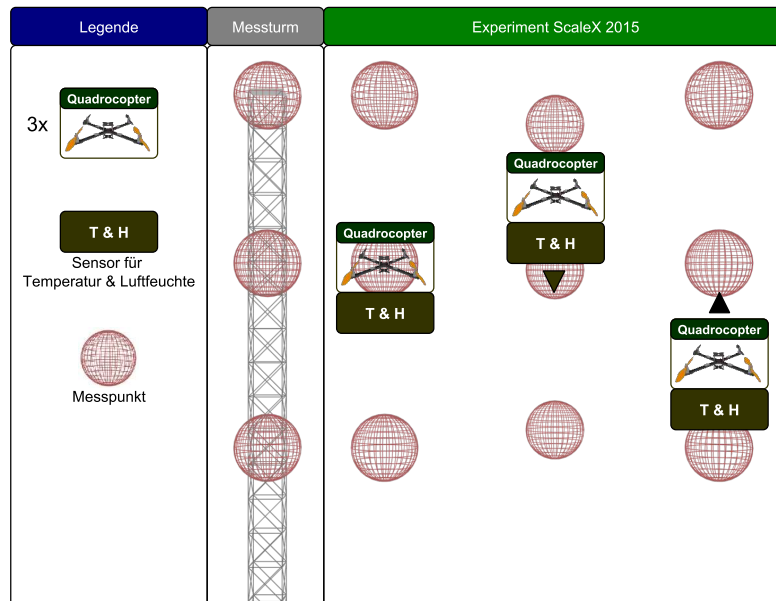 Legende
Messturm
Experiment ScaleX 2015
3x
Quadrocopter
T & H
Sensor für
Temperatur & Luftfeuchte
Messpunkt
Quadrocopter
T & H
Quadrocopter
T & H
Quadrocopter
T & H